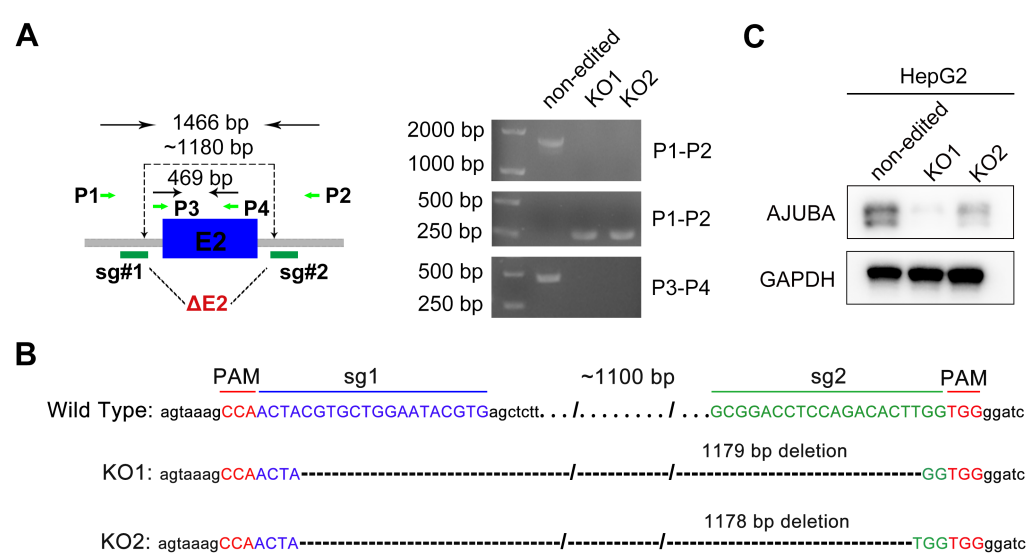 A
1466 bp
~1180 bp
469 bp
P1
P2
P3
P4
E2
sg#1
sg#2
ΔE2
non-edited
KO1
KO2
2000 bp
1000 bp
P1-P2
500 bp
250 bp
P1-P2
500 bp
250 bp
P3-P4
C
HepG2
non-edited
KO1
KO2
AJUBA
GAPDH
B
PAM sg1 ~1100 bp sg2 PAM
Wild Type: agtaaagCCAACTACGTGCTGGAATACGTGagctctt.../......../...GCGGACCTCCAGACACTTGGTGGggatc
1179 bp deletion
KO1: agtaaagCCAACTA--------/--------/--------GGTGGggatc
1178 bp deletion
KO2: agtaaagCCAACTA--------/--------/--------TGGTGGggatc